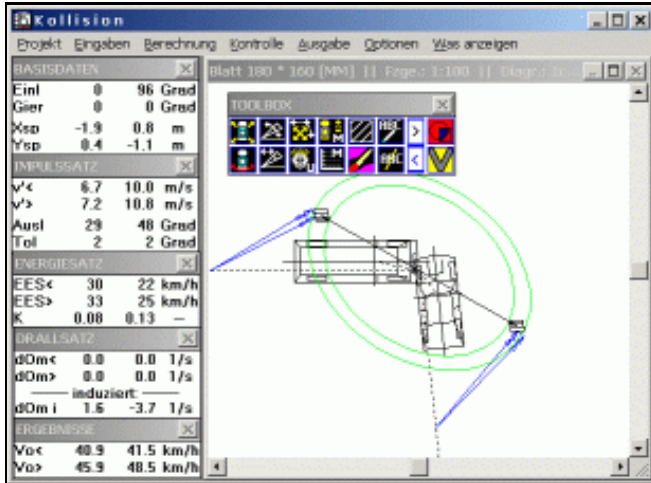 Kollision
Projekt Eingaben Berechnung Kontrolle Ausgabe Optionen Was anzeigen
BASISDATEN
Einl 0 96 Grad
Gier 0 0 Grad
Xsp -1.9 0.8 m
Ysp 0.4 -1.1 m
IMPULSSATZ
v'< 6.7 10.0 m/s
v'> 7.2 10.8 m/s
Ausl 29 48 Grad
Tol 2 2 Grad
ENERGIESATZ
EES< 30 22 km/h
EES> 33 25 km/h
K 0.08 0.13 –
DRALLSATZ
dOm< 0.0 0.0 1/s
dOm> 0.0 0.0 1/s
induziert:
dOm i 1.6 -3.7 1/s
ERGEBNISSE
Vo< 40.9 41.5 km/h
Vo> 45.9 48.5 km/h
Blatt 180 * 160 [MM] || Fzge.: 1:100 || Diagr.:
TOOLBOX
M ABC >
U M ABC <